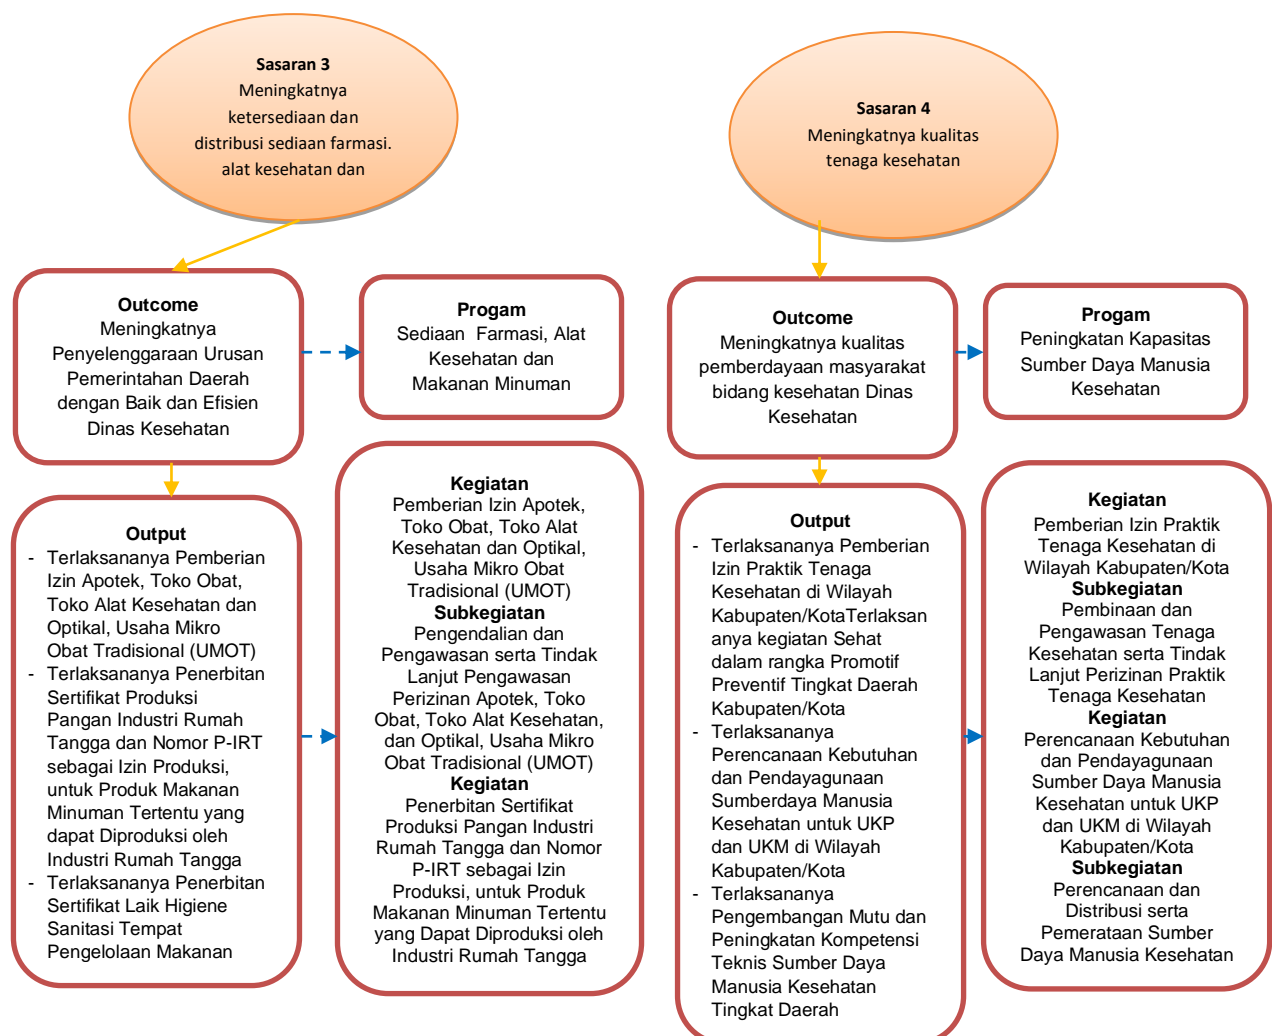 Sasaran 3
Meningkatnya
ketersediaan dan
distribusi sediaan farmasi.
alat kesehatan dan
Outcome
Meningkatnya
Penyelenggaraan Urusan
Pemerintahan Daerah
dengan Baik dan Efisien
Dinas Kesehatan
Progam
Sediaan Farmasi, Alat
Kesehatan dan
Makanan Minuman
Output
- Terlaksananya Pemberian
Izin Apotek, Toko Obat,
Toko Alat Kesehatan dan
Optikal, Usaha Mikro
Obat Tradisional (UMOT)
- Terlaksananya Penerbitan
Sertifikat Produksi
Pangan Industri Rumah
Tangga dan Nomor P-IRT
sebagai Izin Produksi,
untuk Produk Makanan
Minuman Tertentu yang
dapat Diproduksi oleh
Industri Rumah Tangga
- Terlaksananya Penerbitan
Sertifikat Laik Higiene
Sanitasi Tempat
Pengelolaan Makanan
Kegiatan
Pemberian Izin Apotek,
Toko Obat, Toko Alat
Kesehatan dan Optikal,
Usaha Mikro Obat
Tradisional (UMOT)
Subkegiatan
Pengendalian dan
Pengawasan serta Tindak
Lanjut Pengawasan
Perizinan Apotek, Toko
Obat, Toko Alat Kesehatan,
dan Optikal, Usaha Mikro
Obat Tradisional (UMOT)
Kegiatan
Penerbitan Sertifikat
Produksi Pangan Industri
Rumah Tangga dan Nomor
P-IRT sebagai Izin
Produksi, untuk Produk
Makanan Minuman Tertentu
yang Dapat Diproduksi oleh
Industri Rumah Tangga
Sasaran 4
Meningkatnya kualitas
tenaga kesehatan
Outcome
Meningkatnya kualitas
pemberdayaan masyarakat
bidang kesehatan Dinas
Kesehatan
Progam
Peningkatan Kapasitas
Sumber Daya Manusia
Kesehatan
Output
- Terlaksananya Pemberian
Izin Praktik Tenaga
Kesehatan di Wilayah
Kabupaten/KotaTerlaksan
anya kegiatan Sehat
dalam rangka Promotif
Preventif Tingkat Daerah
Kabupaten/Kota
- Terlaksananya
Perencanaan Kebutuhan
dan Pendayagunaan
Sumberdaya Manusia
Kesehatan untuk UKP
dan UKM di Wilayah
Kabupaten/Kota
- Terlaksananya
Pengembangan Mutu dan
Peningkatan Kompetensi
Teknis Sumber Daya
Manusia Kesehatan
Tingkat Daerah
Kegiatan
Pemberian Izin Praktik
Tenaga Kesehatan di
Wilayah Kabupaten/Kota
Subkegiatan
Pembinaan dan
Pengawasan Tenaga
Kesehatan serta Tindak
Lanjut Perizinan Praktik
Tenaga Kesehatan
Kegiatan
Perencanaan Kebutuhan
dan Pendayagunaan
Sumber Daya Manusia
Kesehatan untuk UKP
dan UKM di Wilayah
Kabupaten/Kota
Subkegiatan
Perencanaan dan
Distribusi serta
Pemerataan Sumber
Daya Manusia Kesehatan